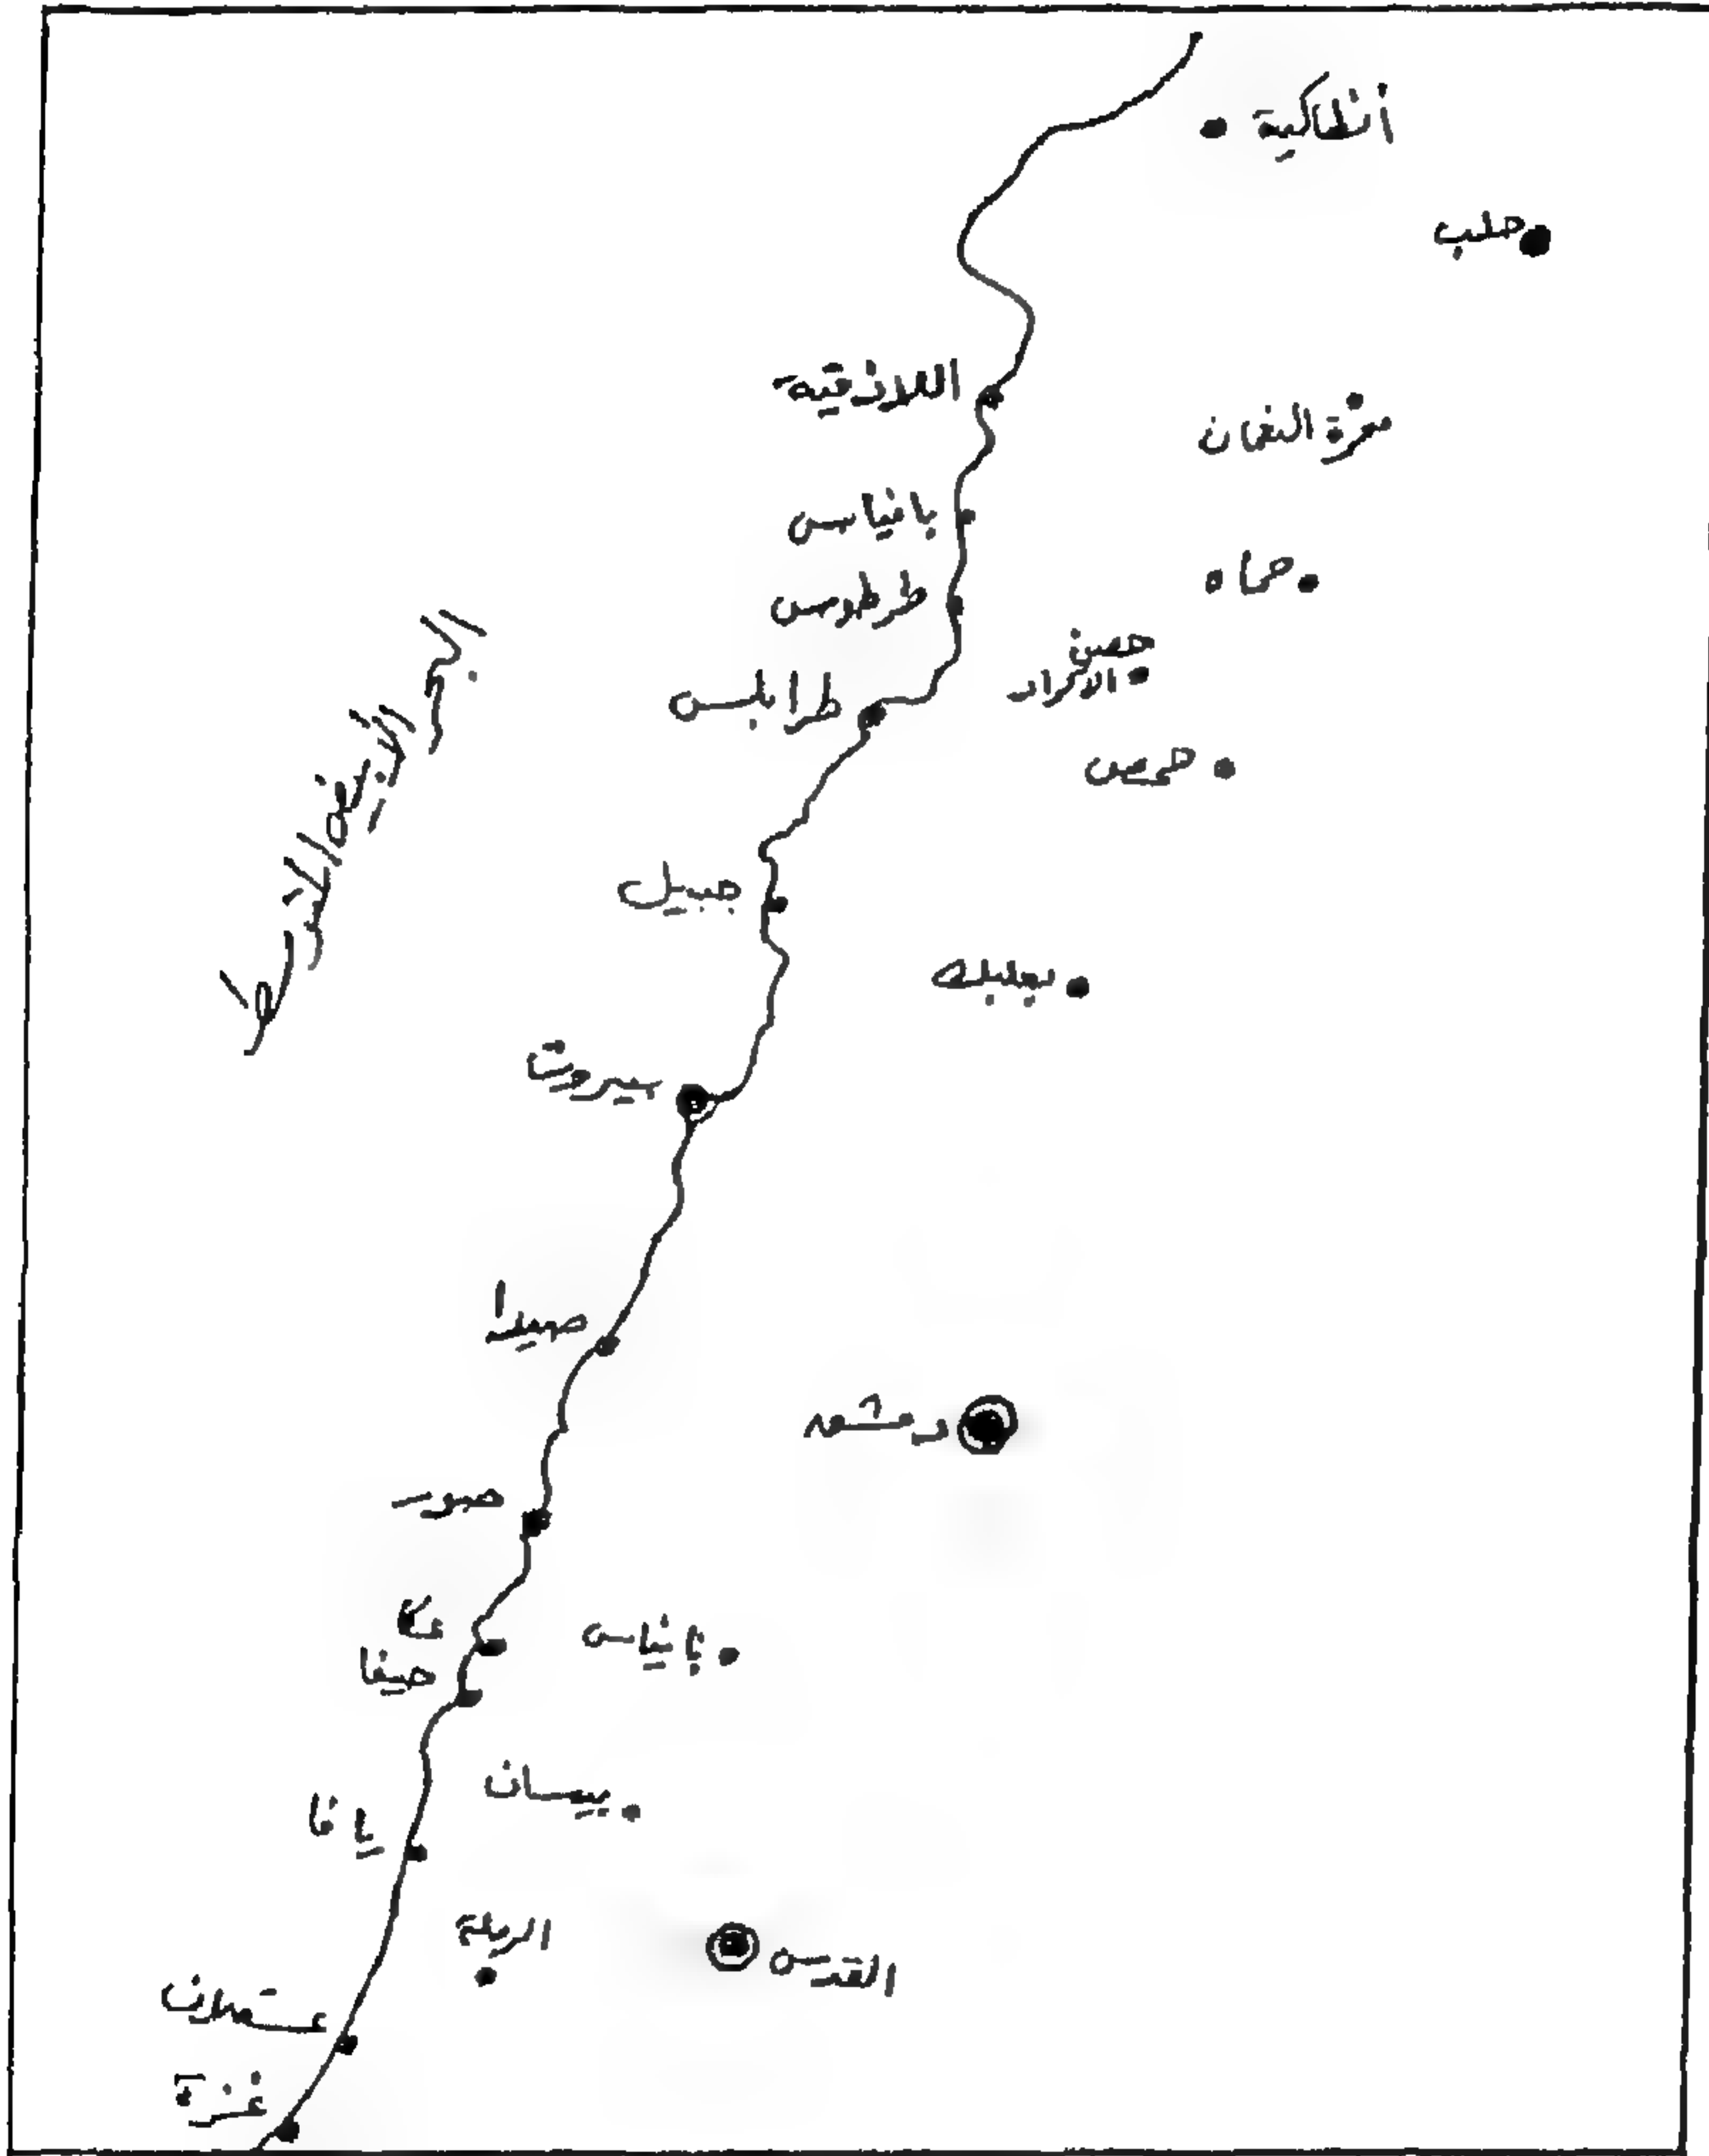 أنطاكية
حلب
اللاذقية
معرة النعمان
بانياس
حماه
طرطوس
حصن
الاكراد
طرابلس
حمص
البحر الأبيض المتوسط
جبيل
بعلبك
بيروت
صيدا
دمشق
صور
عكا
بانياس
حيفا
بيسان
يافا
الرملة
القدس
عسقلان
غزة